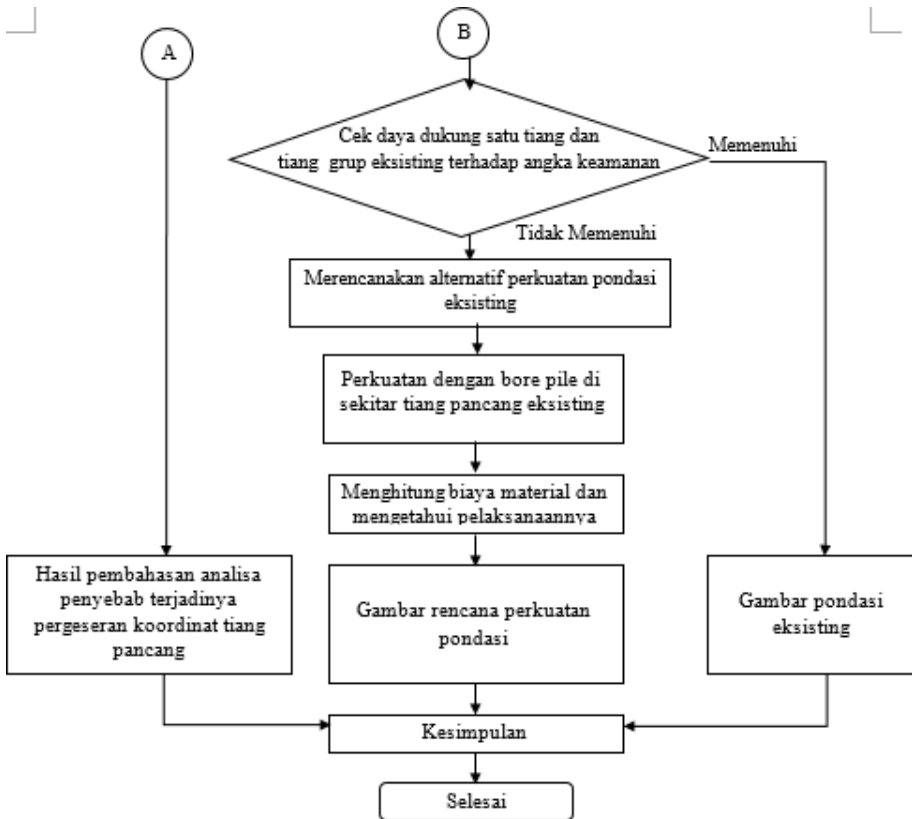 A
B
Cek daya dukung satu tiang dan
tiang grup eksisting terhadap angka keamanan
Memenuhi
Tidak Memenuhi
Merencanakan alternatif perkuatan pondasi
eksisting
Perkuatan dengan bore pile di
sekitar tiang pancang eksisting
Menghitung biaya material dan
mengetahui pelaksanaannya
Hasil pembahasan analisa
penyebab terjadinya
pergeseran koordinat tiang
pancang
Gambar rencana perkuatan
pondasi
Gambar pondasi
eksisting
Kesimpulan
Selesai